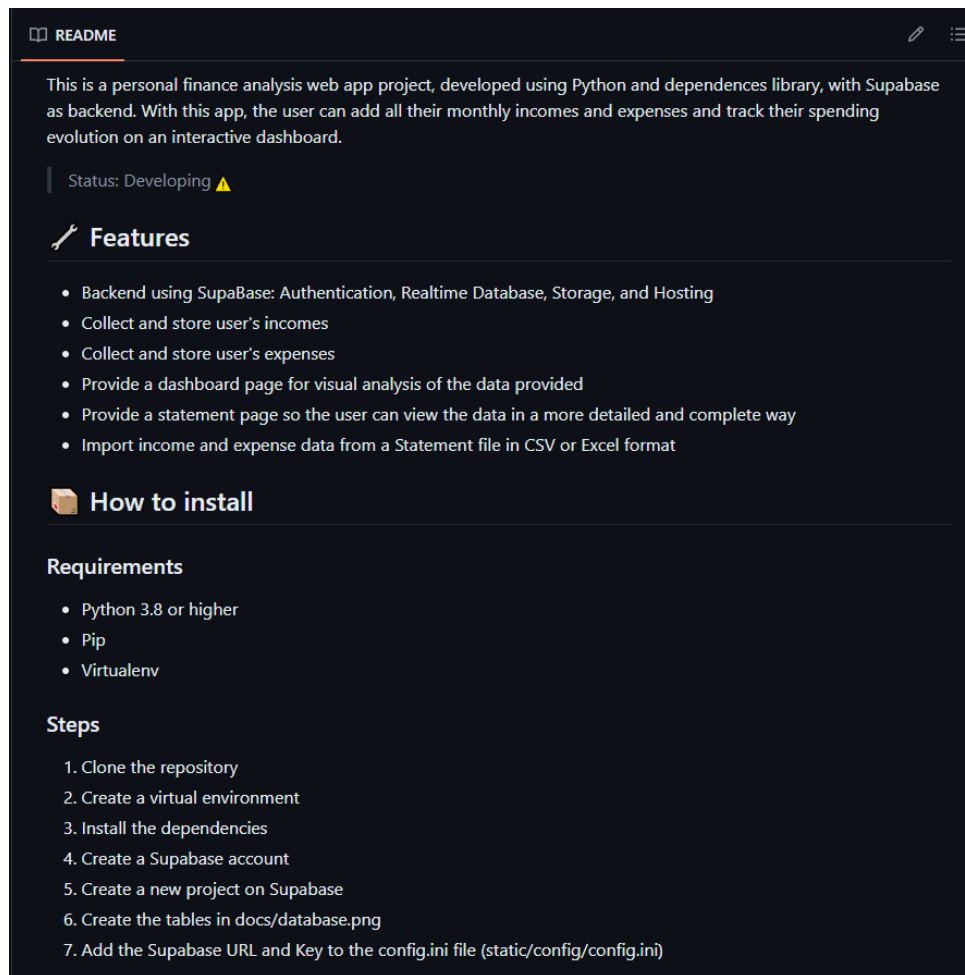 README
This is a personal finance analysis web app project, developed using Python and dependences library, with Supabase
as backend. With this app, the user can add all their monthly incomes and expenses and track their spending
evolution on an interactive dashboard.
Status: Developing ⚠️
🔧 Features
• Backend using SupaBase: Authentication, Realtime Database, Storage, and Hosting
• Collect and store user's incomes
• Collect and store user's expenses
• Provide a dashboard page for visual analysis of the data provided
• Provide a statement page so the user can view the data in a more detailed and complete way
• Import income and expense data from a Statement file in CSV or Excel format
📦 How to install
Requirements
• Python 3.8 or higher
• Pip
• Virtualenv
Steps
1. Clone the repository
2. Create a virtual environment
3. Install the dependencies
4. Create a Supabase account
5. Create a new project on Supabase
6. Create the tables in docs/database.png
7. Add the Supabase URL and Key to the config.ini file (static/config/config.ini)